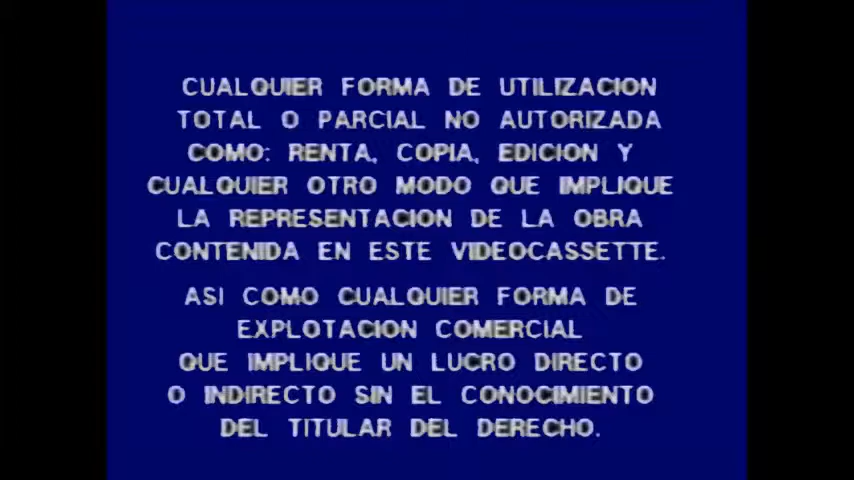 CUALQUIER FORMA DE UTILIZACION
TOTAL O PARCIAL NO AUTORIZADA
COMO: RENTA, COPIA, EDICION Y
CUALQUIER OTRO MODO QUE IMPLIQUE
LA REPRESENTACION DE LA OBRA
CONTENIDA EN ESTE VIDEOCASSETTE.
ASI COMO CUALQUIER FORMA DE
EXPLOTACION COMERCIAL
QUE IMPLIQUE UN LUCRO DIRECTO
O INDIRECTO SIN EL CONOCIMIENTO
DEL TITULAR DEL DERECHO.